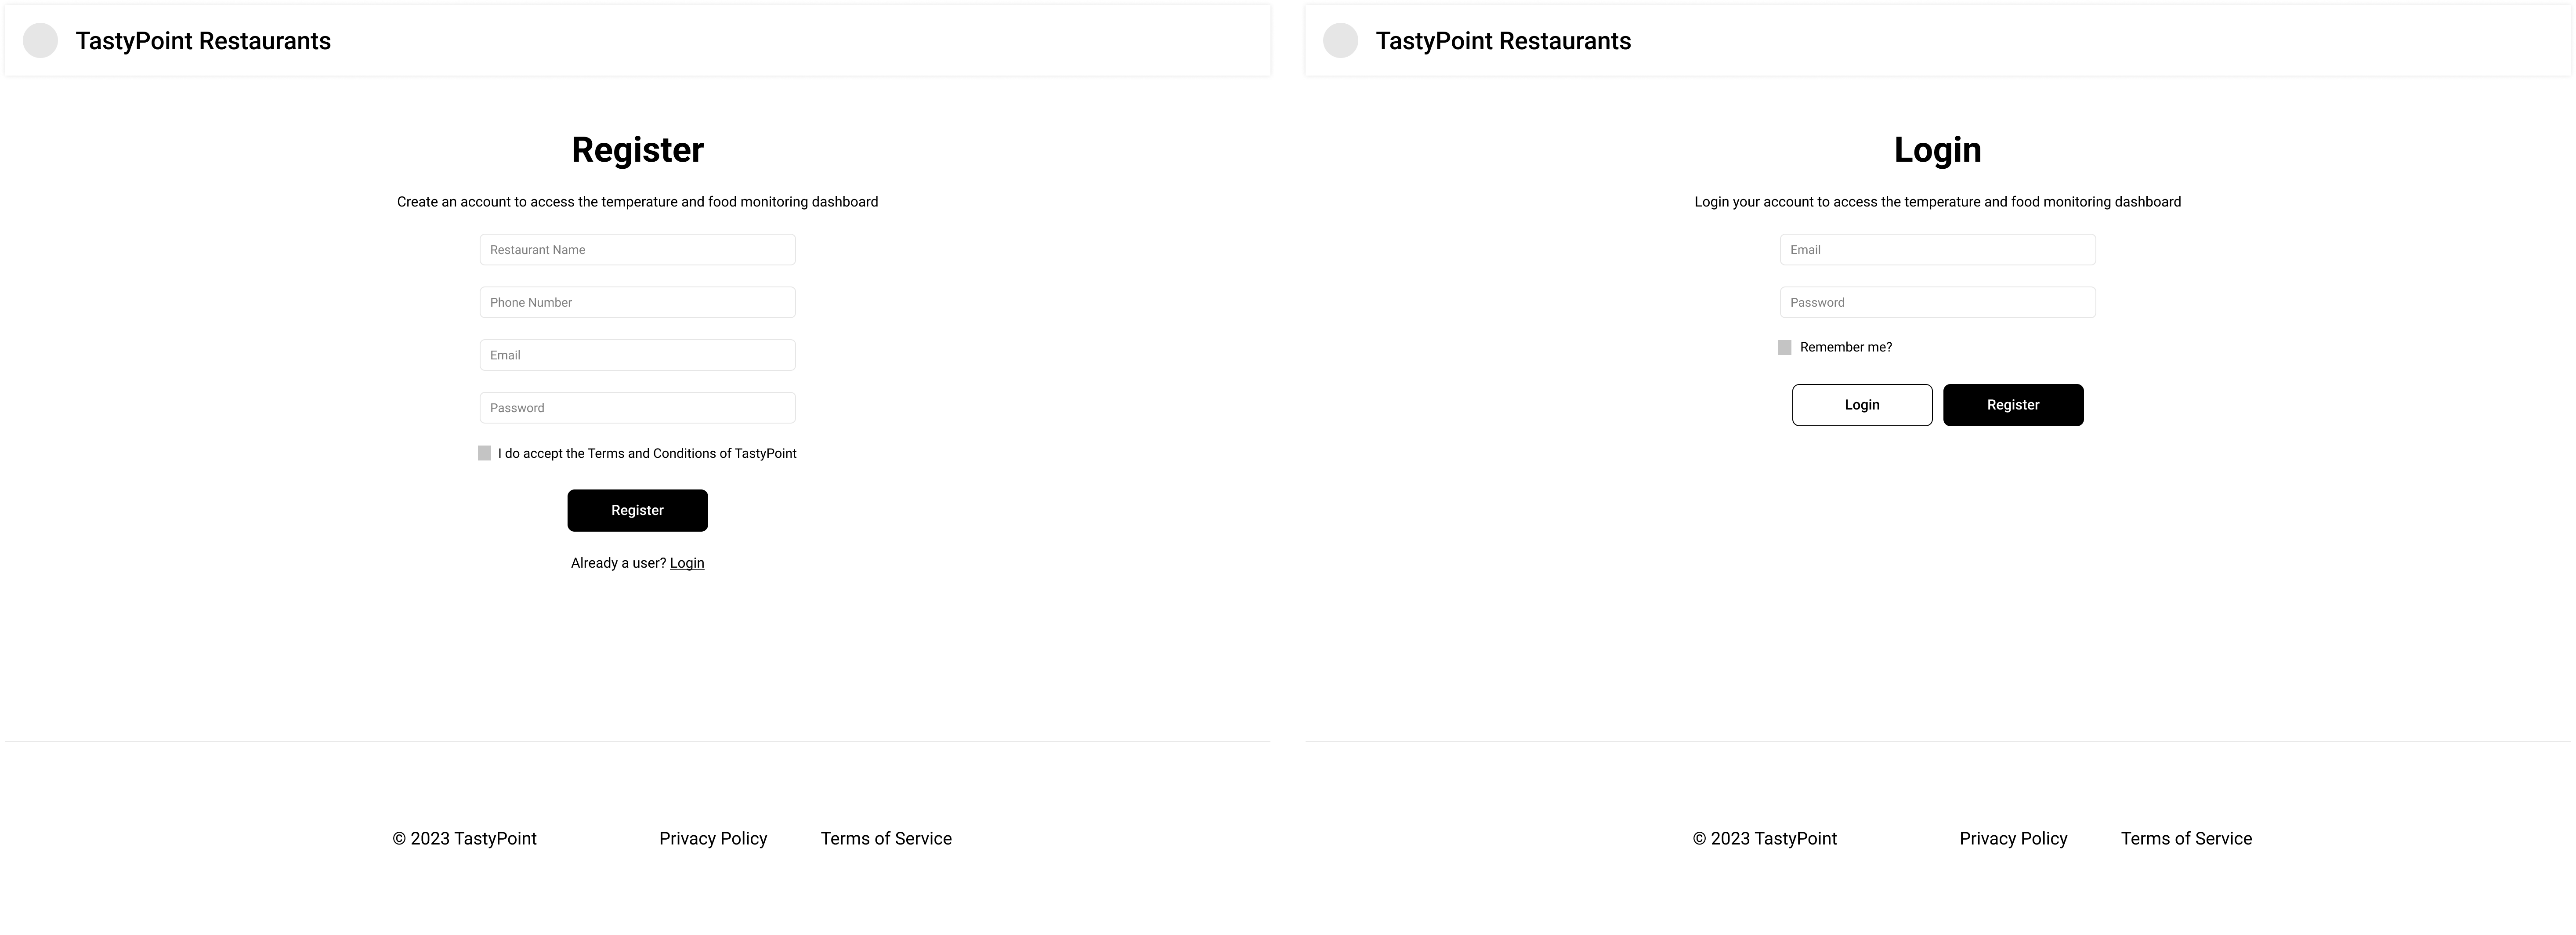 TastyPoint Restaurants
Register
Create an account to access the temperature and food monitoring dashboard
Restaurant Name
Phone Number
Email
Password
I do accept the Terms and Conditions of TastyPoint
Register
Already a user? Login
© 2023 TastyPoint
Privacy Policy
Terms of Service
TastyPoint Restaurants
Login
Login your account to access the temperature and food monitoring dashboard
Email
Password
Remember me?
Login
Register
© 2023 TastyPoint
Privacy Policy
Terms of Service